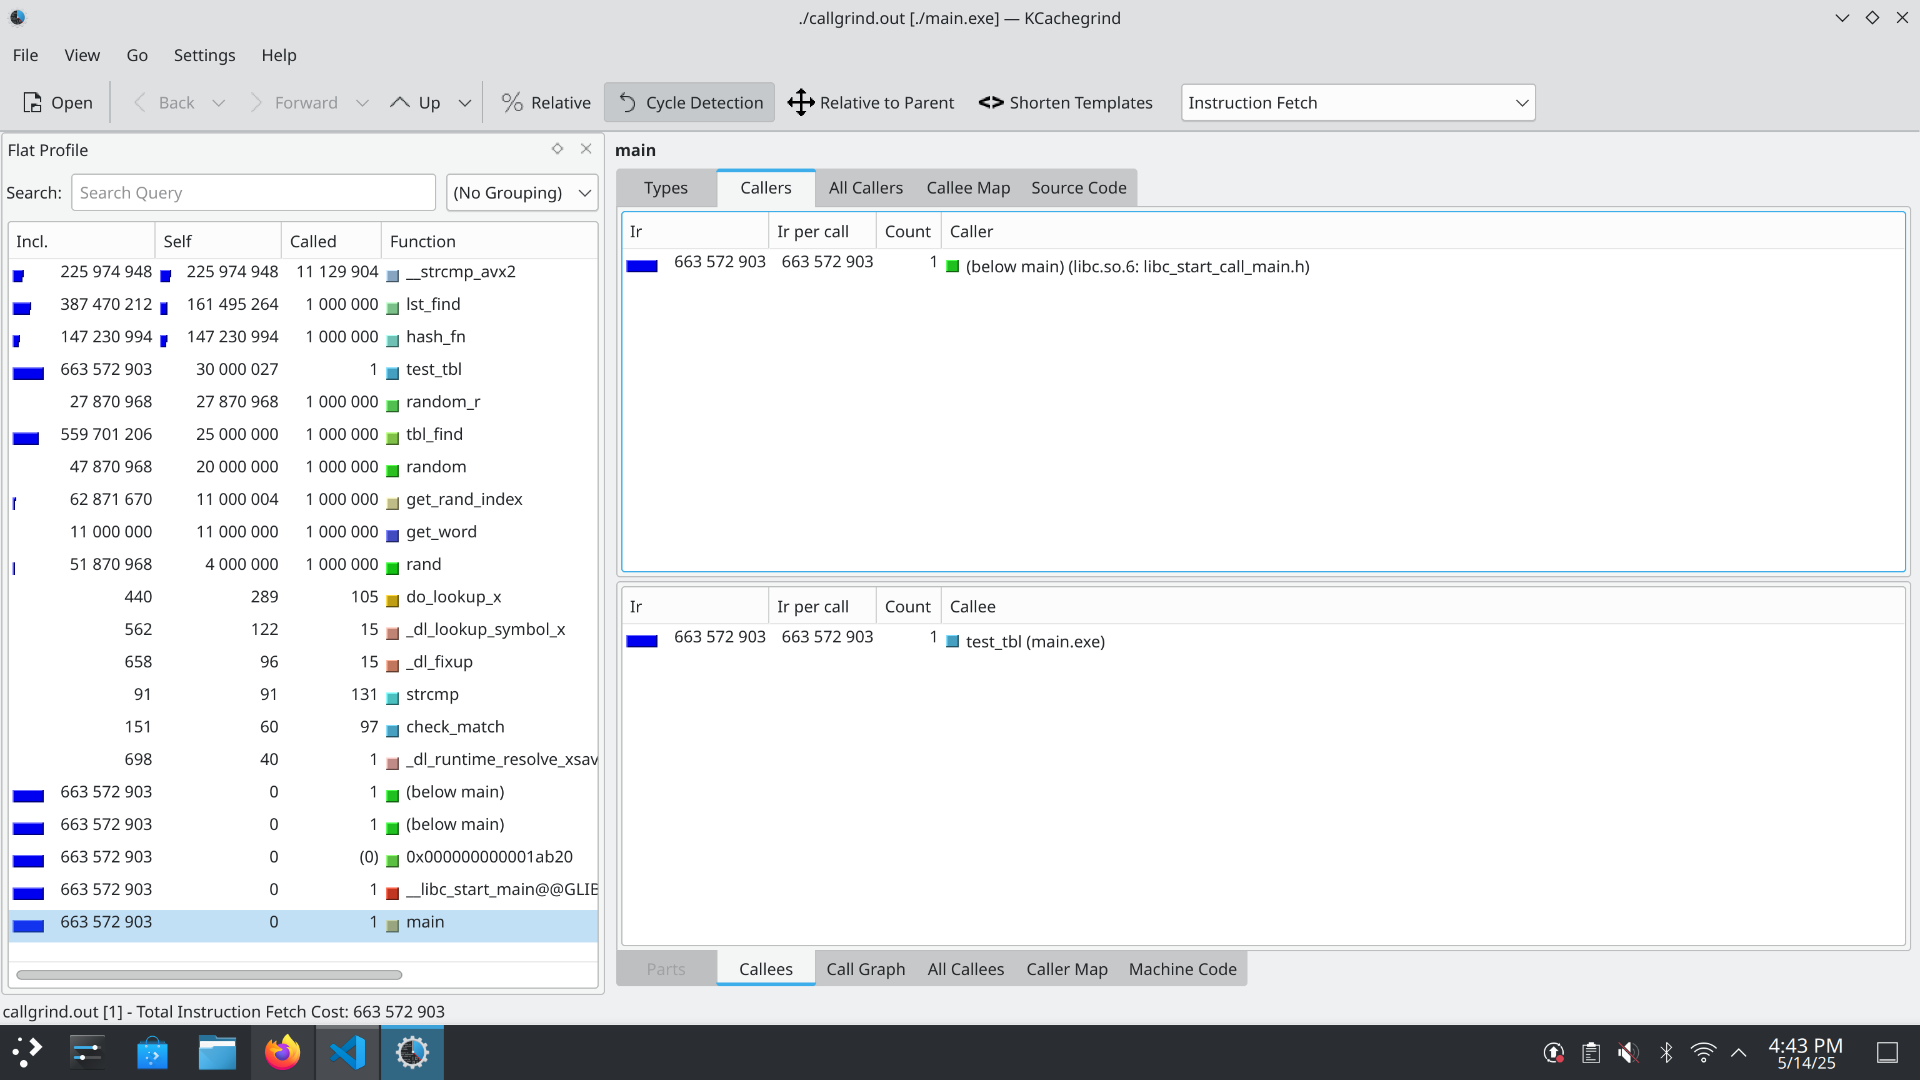 ./callgrind.out [./main.exe] — KCachegrind
File View Go Settings Help
Open Back Forward Up Relative Cycle Detection Relative to Parent Shorten Templates Instruction Fetch
Flat Profile
Search: Search Query (No Grouping)
Incl. Self Called Function
225 974 948 225 974 948 11 129 904 __strcmp_avx2
387 470 212 161 495 264 1 000 000 lst_find
147 230 994 147 230 994 1 000 000 hash_fn
663 572 903 30 000 027 1 test_tbl
27 870 968 27 870 968 1 000 000 random_r
559 701 206 25 000 000 1 000 000 tbl_find
47 870 968 20 000 000 1 000 000 random
62 871 670 11 000 004 1 000 000 get_rand_index
11 000 000 11 000 000 1 000 000 get_word
51 870 968 4 000 000 1 000 000 rand
440 289 105 do_lookup_x
562 122 15 _dl_lookup_symbol_x
658 96 15 _dl_fixup
91 91 131 strcmp
151 60 97 check_match
698 40 1 _dl_runtime_resolve_xsav
663 572 903 0 1 (below main)
663 572 903 0 1 (below main)
663 572 903 0 (0) 0x000000000001ab20
663 572 903 0 1 __libc_start_main@@GLIB
663 572 903 0 1 main
main
Types Callers All Callers Callee Map Source Code
Ir Ir per call Count Caller
663 572 903 663 572 903 1 (below main) (libc.so.6: libc_start_call_main.h)
Ir Ir per call Count Callee
663 572 903 663 572 903 1 test_tbl (main.exe)
Parts Callees Call Graph All Callees Caller Map Machine Code
callgrind.out [1] - Total Instruction Fetch Cost: 663 572 903
4:43 PM
5/14/25